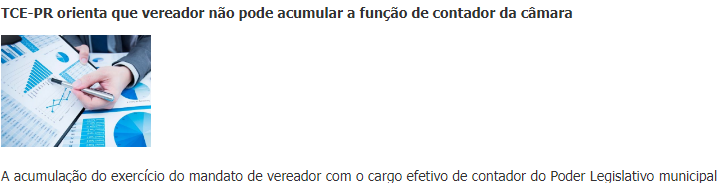 TCE-PR orienta que vereador não pode acumular a função de contador da câmara
A acumulação do exercício do mandato de vereador com o cargo efetivo de contador do Poder Legislativo municipal